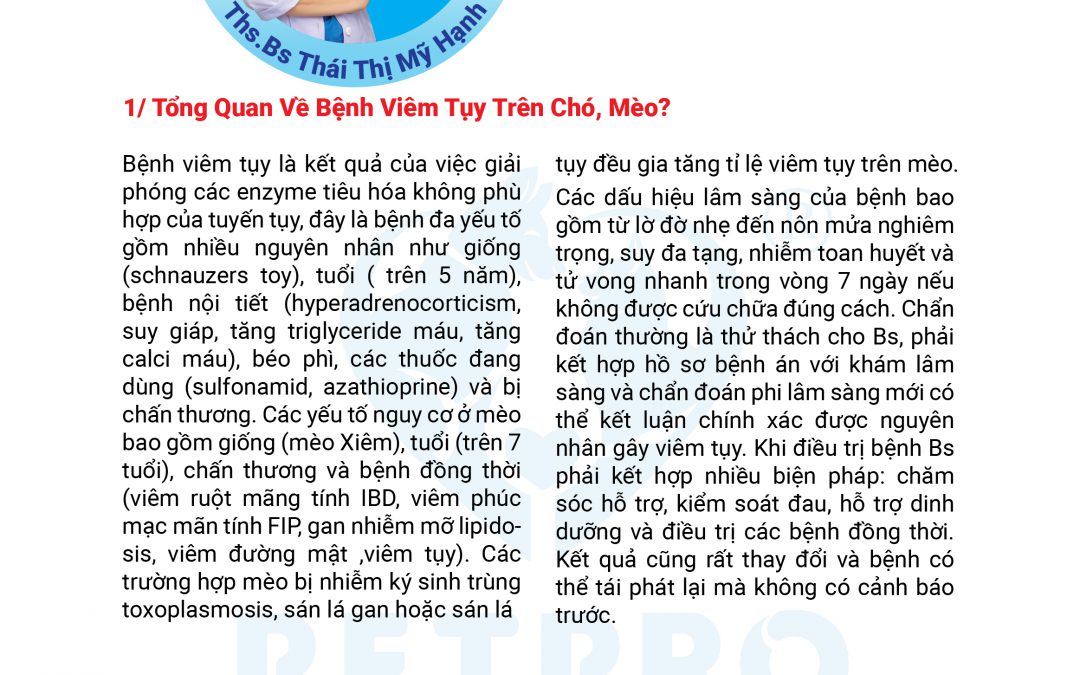 Ths.Bs Thái Thị Mỹ Hạnh
1/ Tổng Quan Về Bệnh Viêm Tụy Trên Chó, Mèo?
Bệnh viêm tụy là kết quả của việc giải
phóng các enzyme tiêu hóa không phù
hợp của tuyến tụy, đây là bệnh đa yếu tố
gồm nhiều nguyên nhân như giống
(schnauzers toy), tuổi ( trên 5 năm),
bệnh nội tiết (hyperadrenocorticism,
suy giáp, tăng triglyceride máu, tăng
calci máu), béo phì, các thuốc đang
dùng (sulfonamid, azathioprine) và bị
chấn thương. Các yếu tố nguy cơ ở mèo
bao gồm giống (mèo Xiêm), tuổi (trên 7
tuổi), chấn thương và bệnh đồng thời
(viêm ruột mãng tính IBD, viêm phúc
mạc mãn tính FIP, gan nhiễm mỡ lipido-
sis, viêm đường mật ,viêm tụy). Các
trường hợp mèo bị nhiễm ký sinh trùng
toxoplasmosis, sán lá gan hoặc sán lá
tụy đều gia tăng tỉ lệ viêm tụy trên mèo.
Các dấu hiệu lâm sàng của bệnh bao
gồm từ lờ đờ nhẹ đến nôn mửa nghiêm
trọng, suy đa tạng, nhiễm toan huyết và
tử vong nhanh trong vòng 7 ngày nếu
không được cứu chữa đúng cách. Chẩn
đoán thường là thử thách cho Bs, phải
kết hợp hồ sơ bệnh án với khám lâm
sàng và chẩn đoán phi lâm sàng mới có
thể kết luận chính xác được nguyên
nhân gây viêm tụy. Khi điều trị bệnh Bs
phải kết hợp nhiều biện pháp: chăm
sóc hỗ trợ, kiểm soát đau, hỗ trợ dinh
dưỡng và điều trị các bệnh đồng thời.
Kết quả cũng rất thay đổi và bệnh có
thể tái phát lại mà không có cảnh báo
trước.
PETPRO